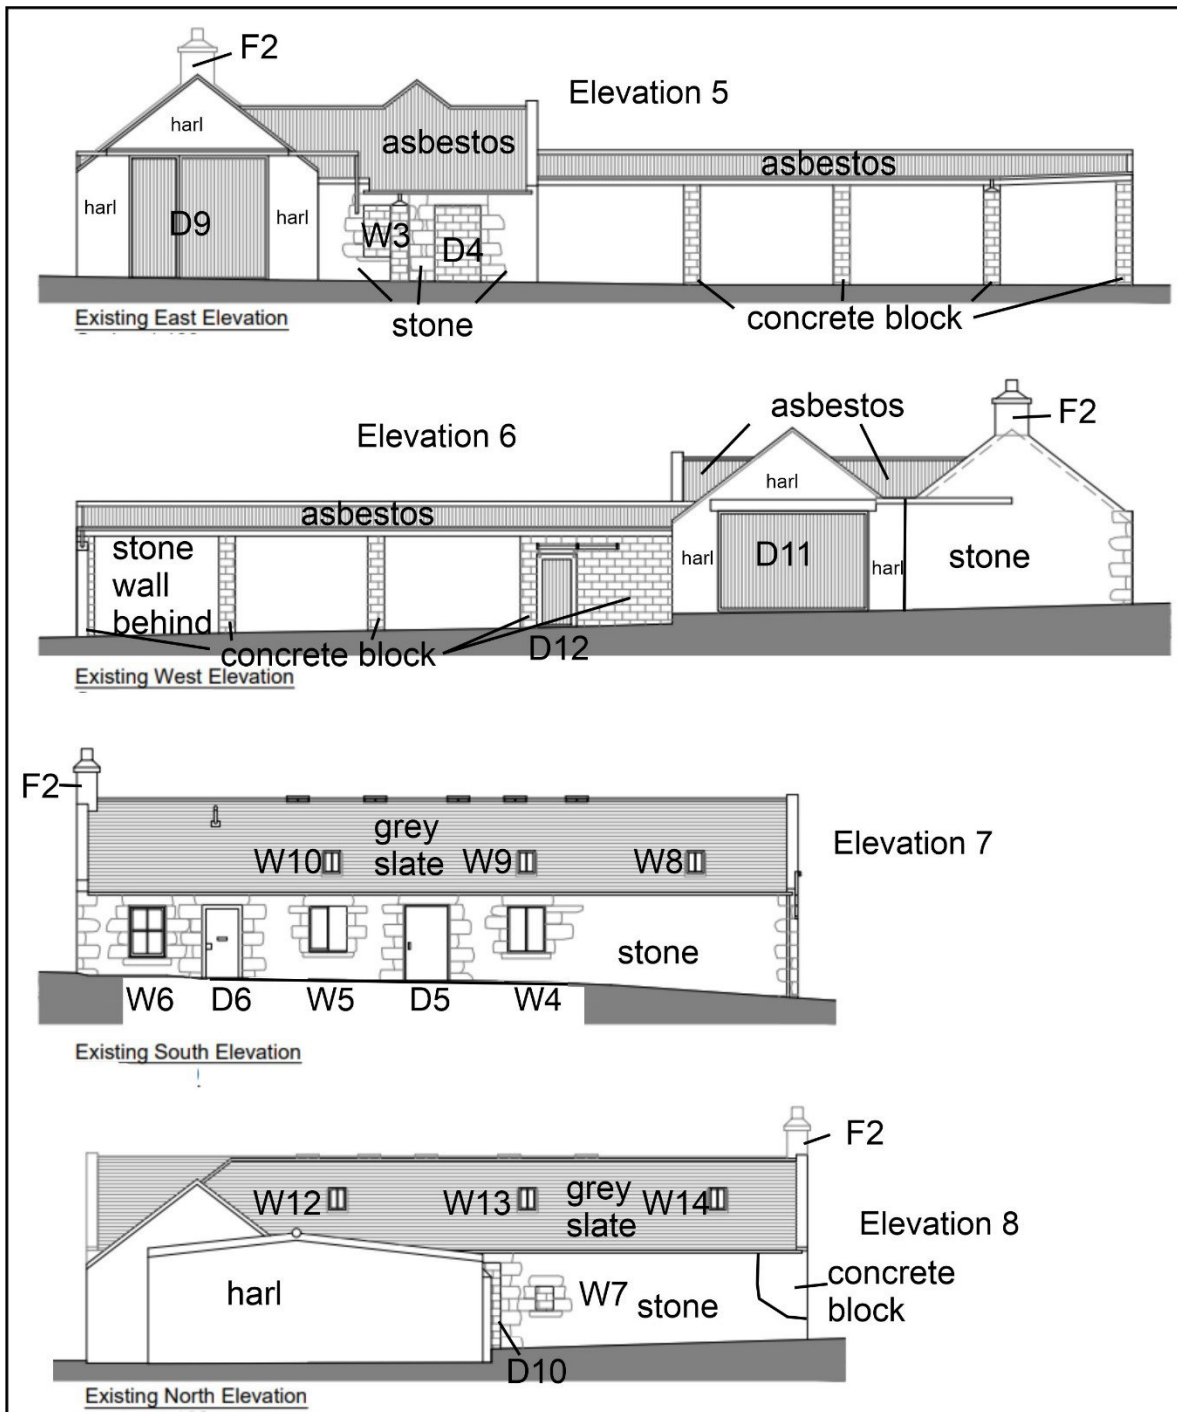 F2
Elevation 5
harl
asbestos
asbestos
harl
D9
harl
W3
D4
Existing East Elevation
stone
concrete block
asbestos
F2
Elevation 6
harl
asbestos
stone
wall
behind
harl
D11
harl
stone
concrete block
D12
Existing West Elevation
F2
grey
slate
W10
W9
W8
Elevation 7
stone
W6
D6
W5
D5
W4
Existing South Elevation
F2
W12
W13
grey
slate
W14
Elevation 8
harl
W7
stone
concrete
block
D10
Existing North Elevation